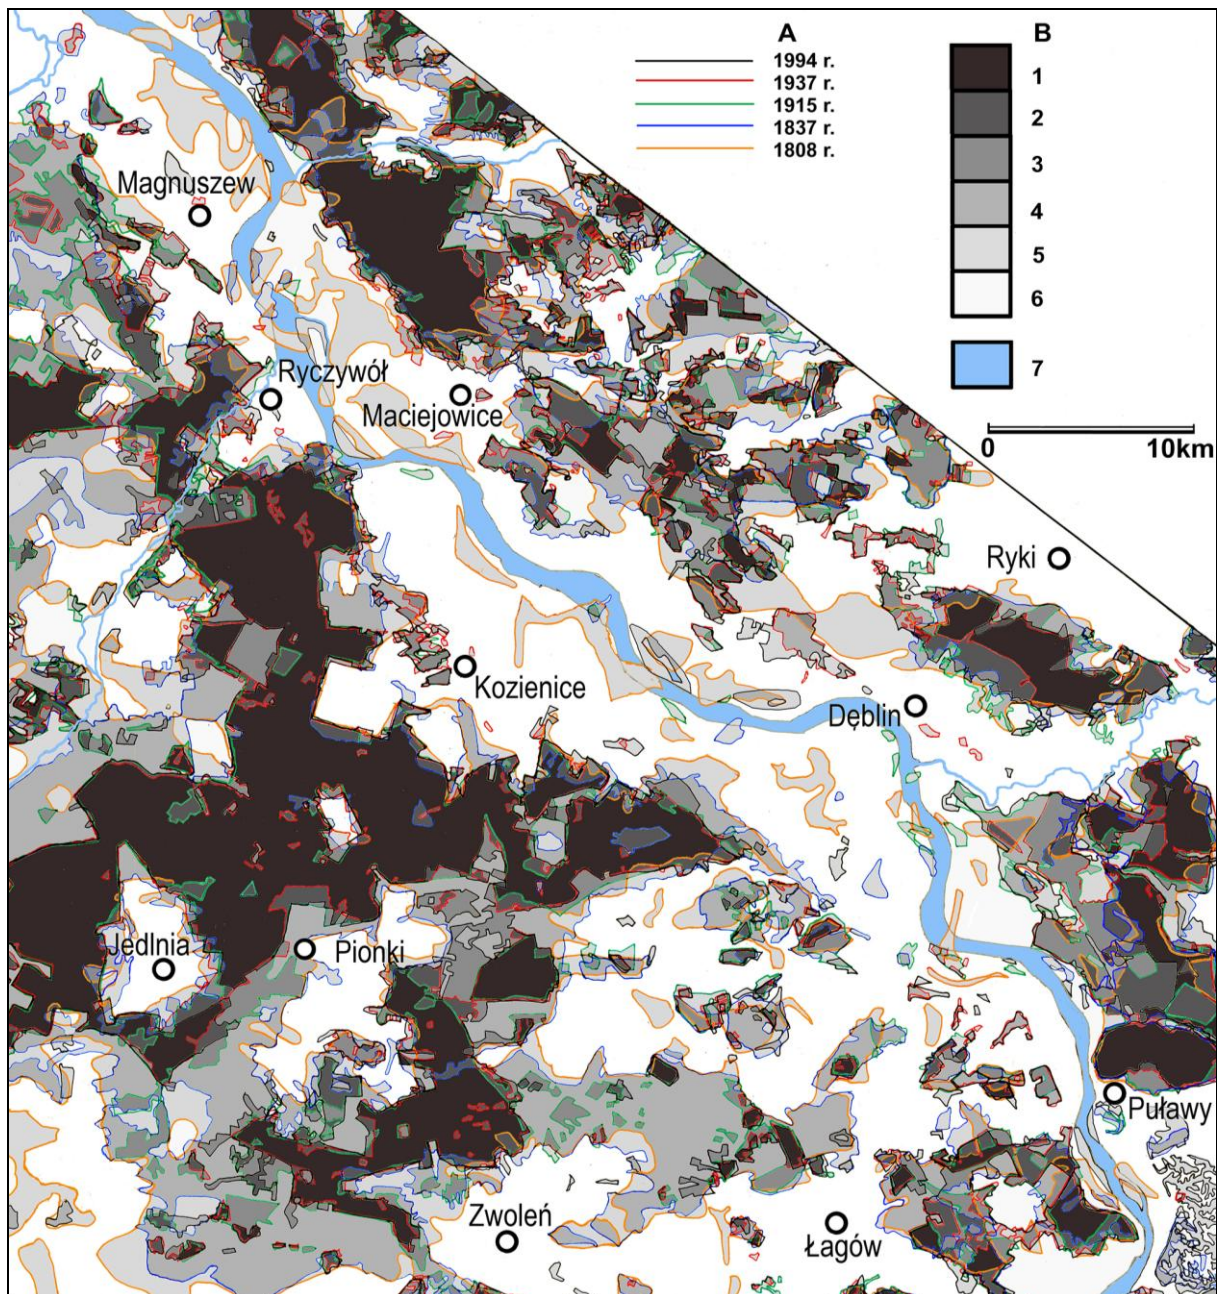 A
B
1994 r.
1937 r.
1915 r.
1837 r.
1808 r.
1
2
3
4
5
6
7
0 10km
Magnuszew
Ryczywół
Maciejowice
Ryki
Kozienice
Dęblin
Jedlnia
Pionki
Puławy
Zwoleń
Łagów